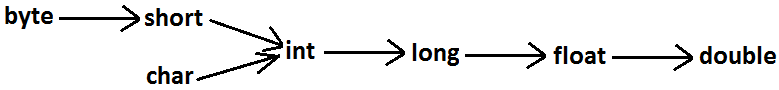 byte short
char
int long float double